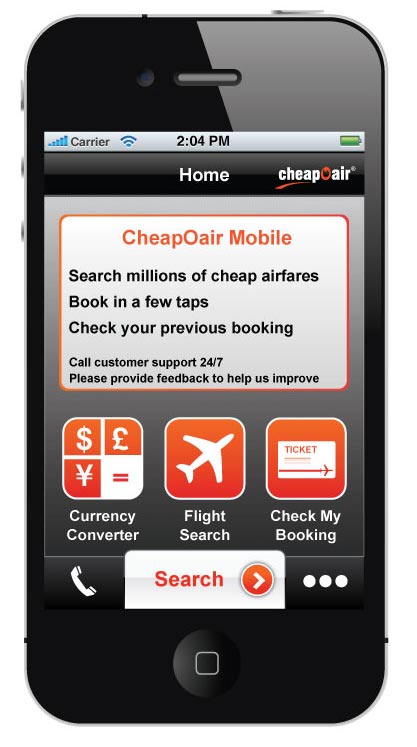 Carrier 2:04 PM
Home cheapOair®
CheapOair Mobile
Search millions of cheap airfares
Book in a few taps
Check your previous booking
Call customer support 24/7
Please provide feedback to help us improve
$ £
¥ =
TICKET
Currency Converter
Flight Search
Check My Booking
Search